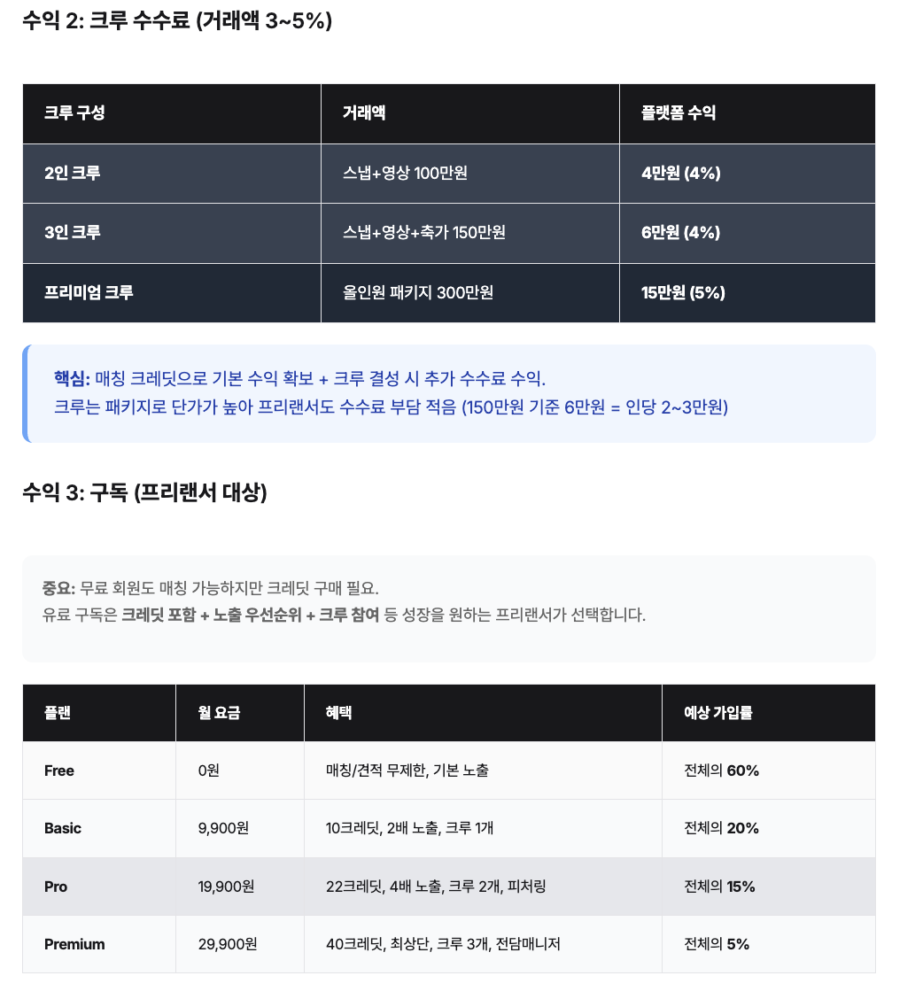 수익 2: 크루 수수료 (거래액 3~5%)
크루 구성 거래액 플랫폼 수익
2인 크루 스냅+영상 100만원 4만원 (4%)
3인 크루 스냅+영상+축가 150만원 6만원 (4%)
프리미엄 크루 올인원 패키지 300만원 15만원 (5%)
핵심: 매칭 크레딧으로 기본 수익 확보 + 크루 결성 시 추가 수수료 수익.
크루는 패키지로 단가가 높아 프리랜서도 수수료 부담 적음 (150만원 기준 6만원 = 인당 2~3만원)
수익 3: 구독 (프리랜서 대상)
중요: 무료 회원도 매칭 가능하지만 크레딧 구매 필요.
유료 구독은 크레딧 포함 + 노출 우선순위 + 크루 참여 등 성장을 원하는 프리랜서가 선택합니다.
플랜 월 요금 혜택 예상 가입률
Free 0원 매칭/견적 무제한, 기본 노출 전체의 60%
Basic 9,900원 10크레딧, 2배 노출, 크루 1개 전체의 20%
Pro 19,900원 22크레딧, 4배 노출, 크루 2개, 피처링 전체의 15%
Premium 29,900원 40크레딧, 최상단, 크루 3개, 전담매니저 전체의 5%